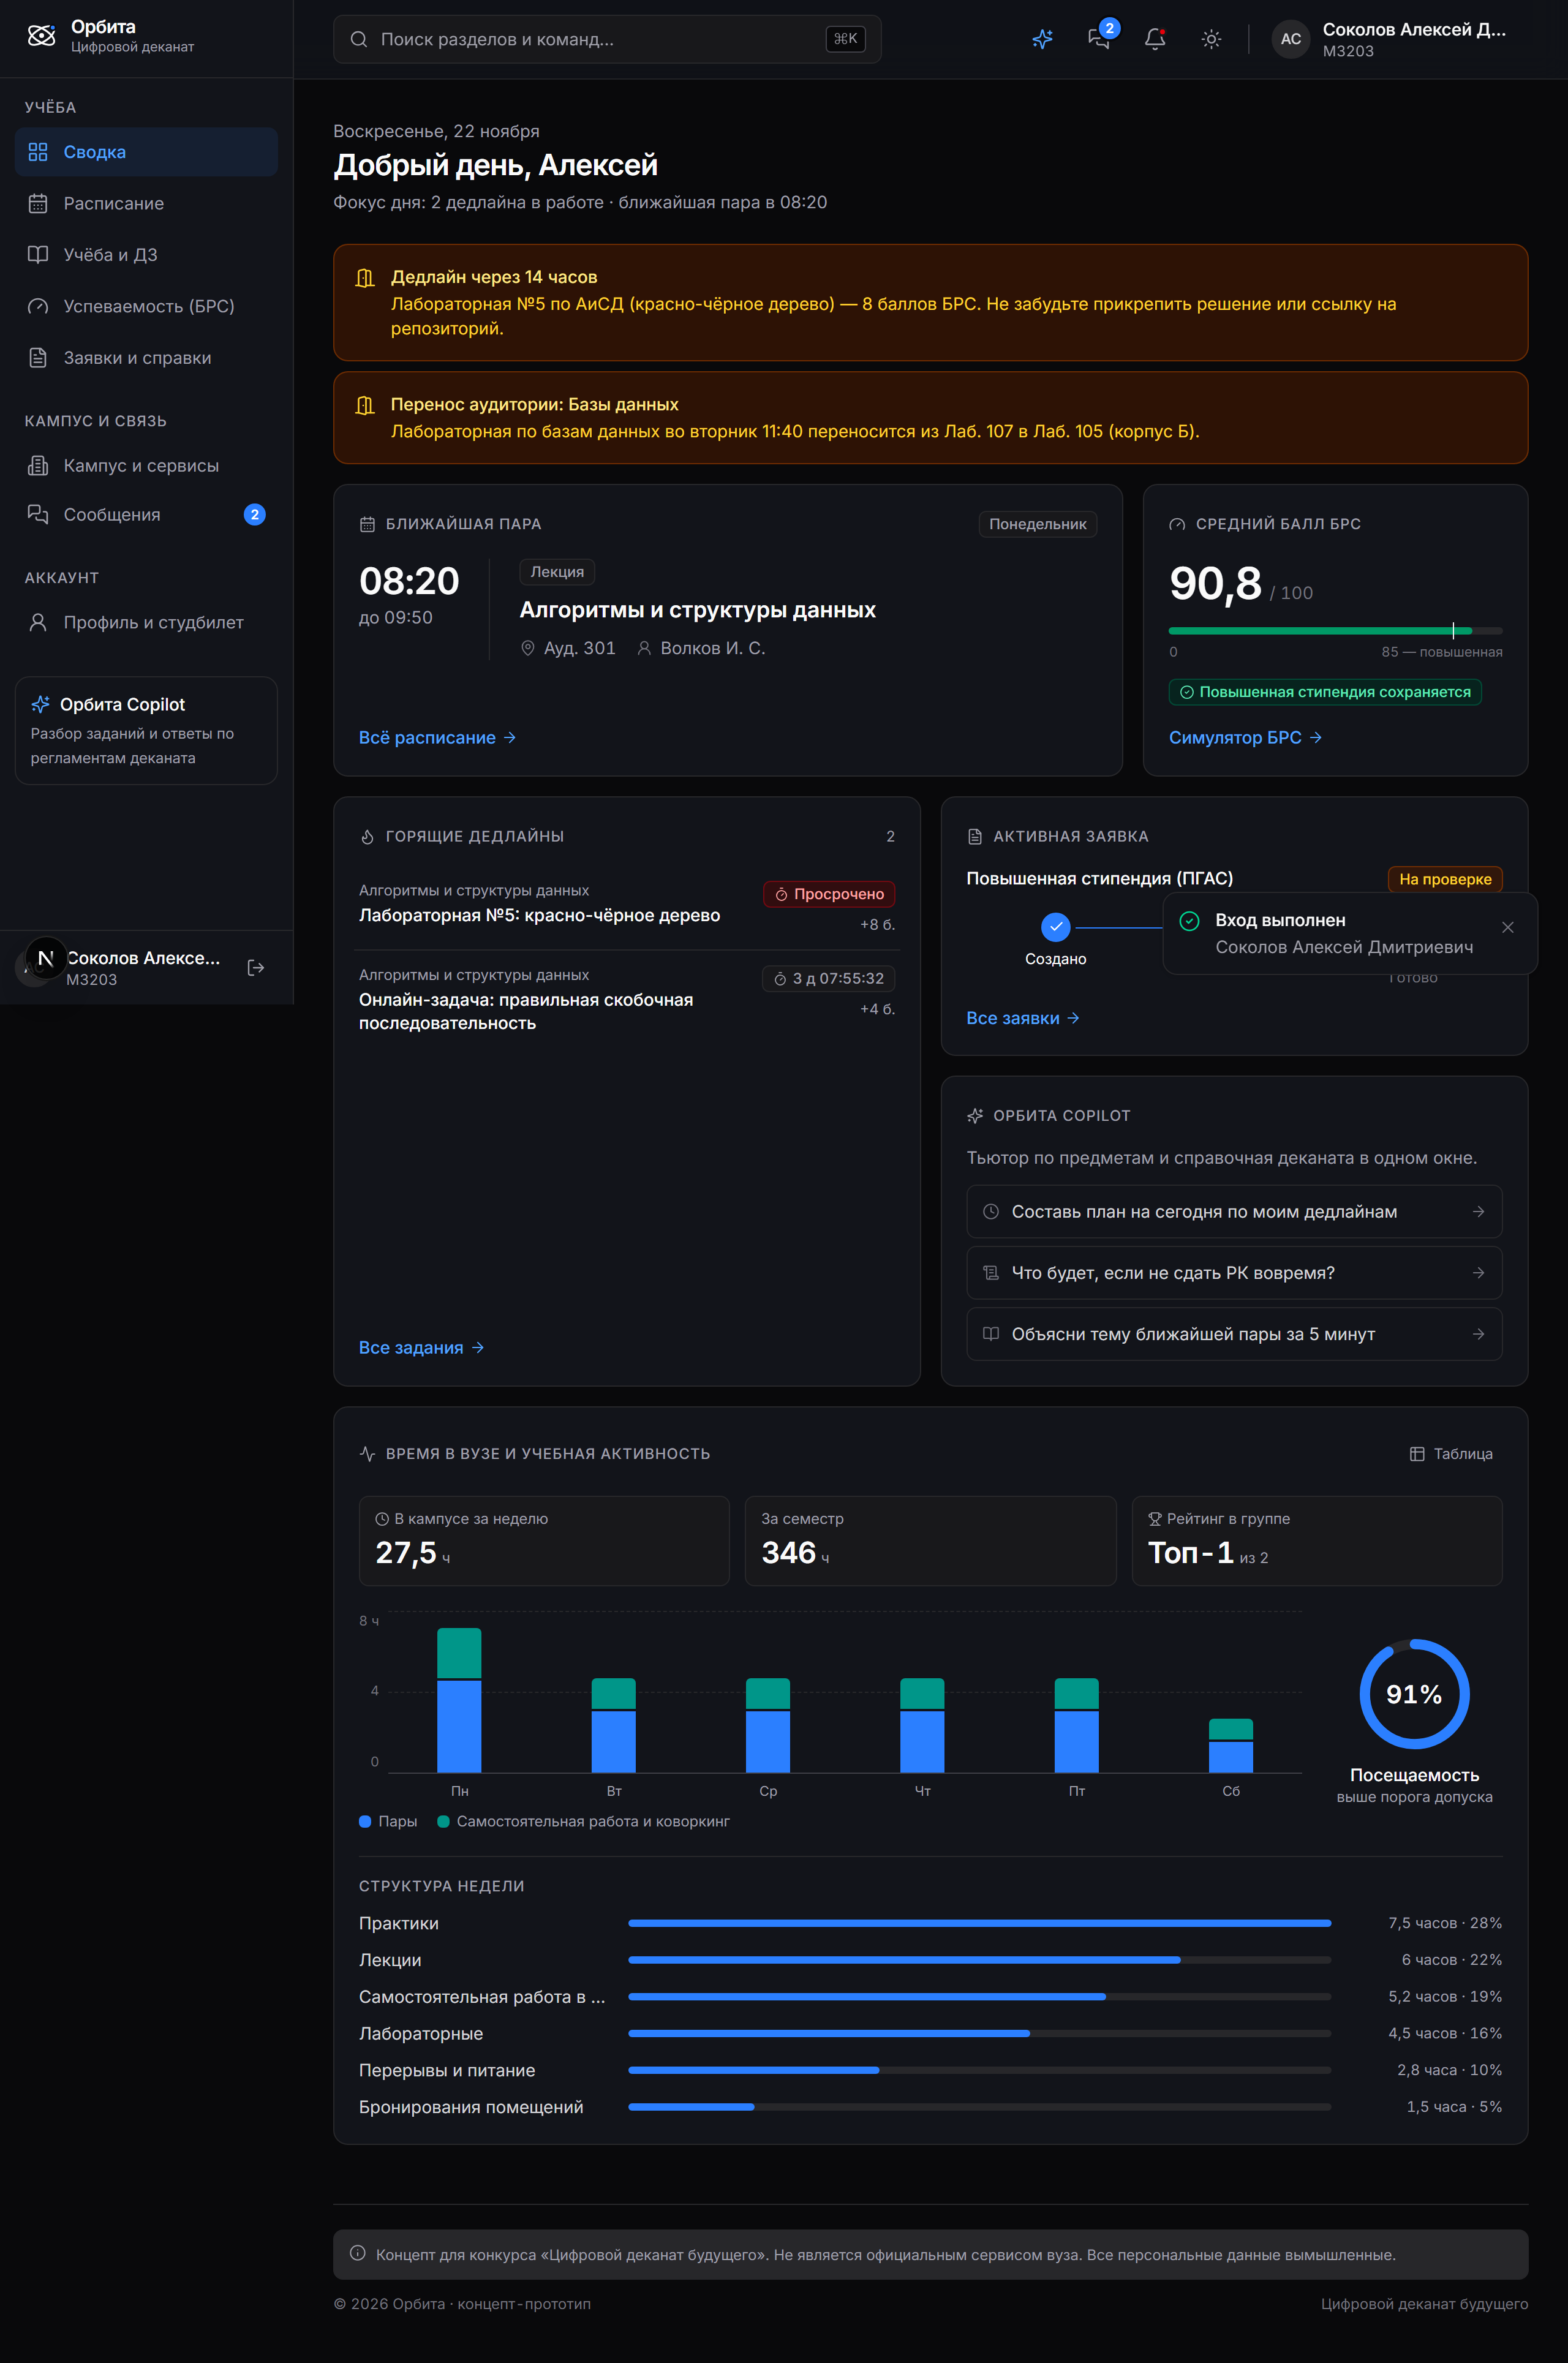 Орбита
Цифровой деканат
Поиск разделов и команд...
⌘K
2
АС
Соколов Алексей Д...
М3203
УЧЁБА
Сводка
Расписание
Учёба и ДЗ
Успеваемость (БРС)
Заявки и справки
КАМПУС И СВЯЗЬ
Кампус и сервисы
Сообщения
2
АККАУНТ
Профиль и студбилет
Орбита Copilot
Разбор заданий и ответы по
регламентам деканата
N
Соколов Алексе...
М3203
Воскресенье, 22 ноября
Добрый день, Алексей
Фокус дня: 2 дедлайна в работе · ближайшая пара в 08:20
Дедлайн через 14 часов
Лабораторная №5 по АиСД (красно-чёрное дерево) — 8 баллов БРС. Не забудьте прикрепить решение или ссылку на
репозиторий.
Перенос аудитории: Базы данных
Лабораторная по базам данных во вторник 11:40 переносится из Лаб. 107 в Лаб. 105 (корпус Б).
БЛИЖАЙШАЯ ПАРА
Понедельник
08:20
до 09:50
Лекция
Алгоритмы и структуры данных
Ауд. 301
Волков И. С.
Всё расписание
СРЕДНИЙ БАЛЛ БРС
90,8 / 100
0
85 — повышенная
Повышенная стипендия сохраняется
Симулятор БРС
ГОРЯЩИЕ ДЕДЛАЙНЫ
2
Алгоритмы и структуры данных
Лабораторная №5: красно-чёрное дерево
Просрочено
+8 б.
Алгоритмы и структуры данных
Онлайн-задача: правильная скобочная
последовательность
3 д 07:55:32
+4 б.
Все задания
АКТИВНАЯ ЗАЯВКА
Повышенная стипендия (ПГАС)
На проверке
Создано
Готово
Вход выполнен
Соколов Алексей Дмитриевич
Все заявки
ОРБИТА COPILOT
Тьютор по предметам и справочная деканата в одном окне.
Составь план на сегодня по моим дедлайнам
Что будет, если не сдать РК вовремя?
Объясни тему ближайшей пары за 5 минут
ВРЕМЯ В ВУЗЕ И УЧЕБНАЯ АКТИВНОСТЬ
Таблица
В кампусе за неделю
27,5 ч
За семестр
346 ч
Рейтинг в группе
Топ-1 из 2
8 ч
4
0
Пн
Вт
Ср
Чт
Пт
Сб
Пары
Самостоятельная работа и коворкинг
91%
Посещаемость
выше порога допуска
СТРУКТУРА НЕДЕЛИ
Практики
7,5 часов · 28%
Лекции
6 часов · 22%
Самостоятельная работа в ...
5,2 часов · 19%
Лабораторные
4,5 часов · 16%
Перерывы и питание
2,8 часа · 10%
Бронирования помещений
1,5 часа · 5%
Концепт для конкурса «Цифровой деканат будущего». Не является официальным сервисом вуза. Все персональные данные вымышленные.
© 2026 Орбита · концепт-прототип
Цифровой деканат будущего